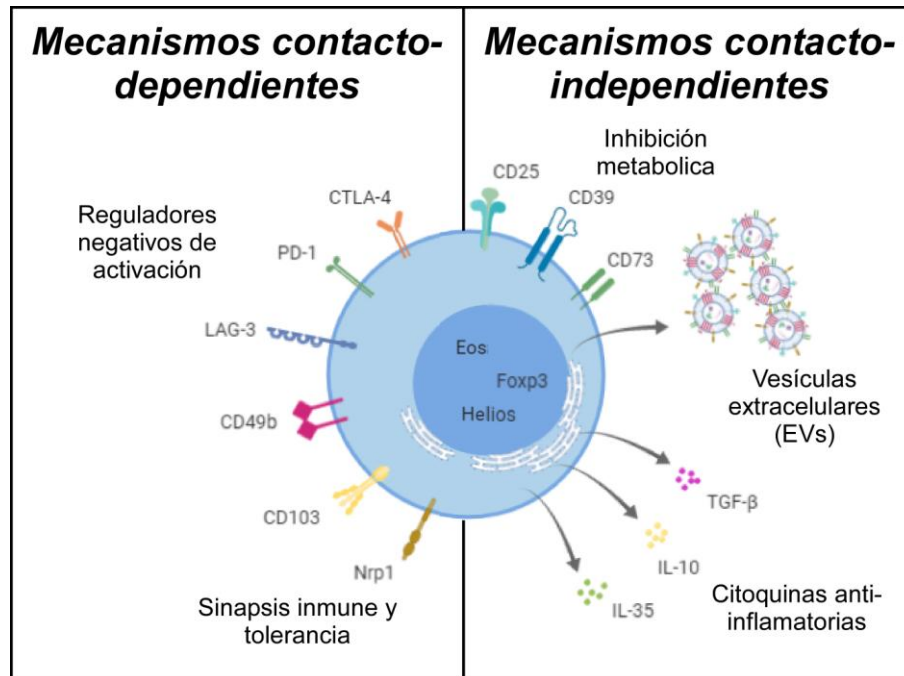 Mecanismos contacto-
dependientes
Reguladores
negativos de
activación
CTLA-4
PD-1
LAG-3
CD49b
CD103
Nrp1
Sinapsis inmune y
tolerancia
Eos
Foxp3
Helios
Mecanismos contacto-
independientes
Inhibición
metabolica
CD25
CD39
CD73
Vesículas
extracelulares
(EVs)
TGF-β
IL-10
IL-35
Citoquinas anti-
inflamatorias